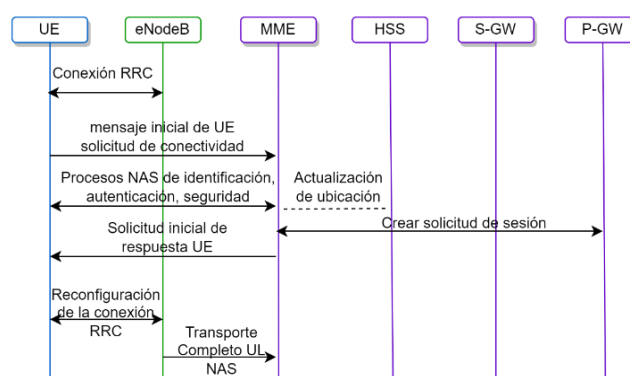 UE
eNodeB
MME
HSS
S-GW
P-GW
Conexión RRC
mensaje inicial de UE
solicitud de conectividad
Procesos NAS de identificación,
autenticación, seguridad
Actualización
de ubicación
Crear solicitud de sesión
Solicitud inicial de
respuesta UE
Reconfiguración
de la conexión
RRC
Transporte
Completo UL
NAS